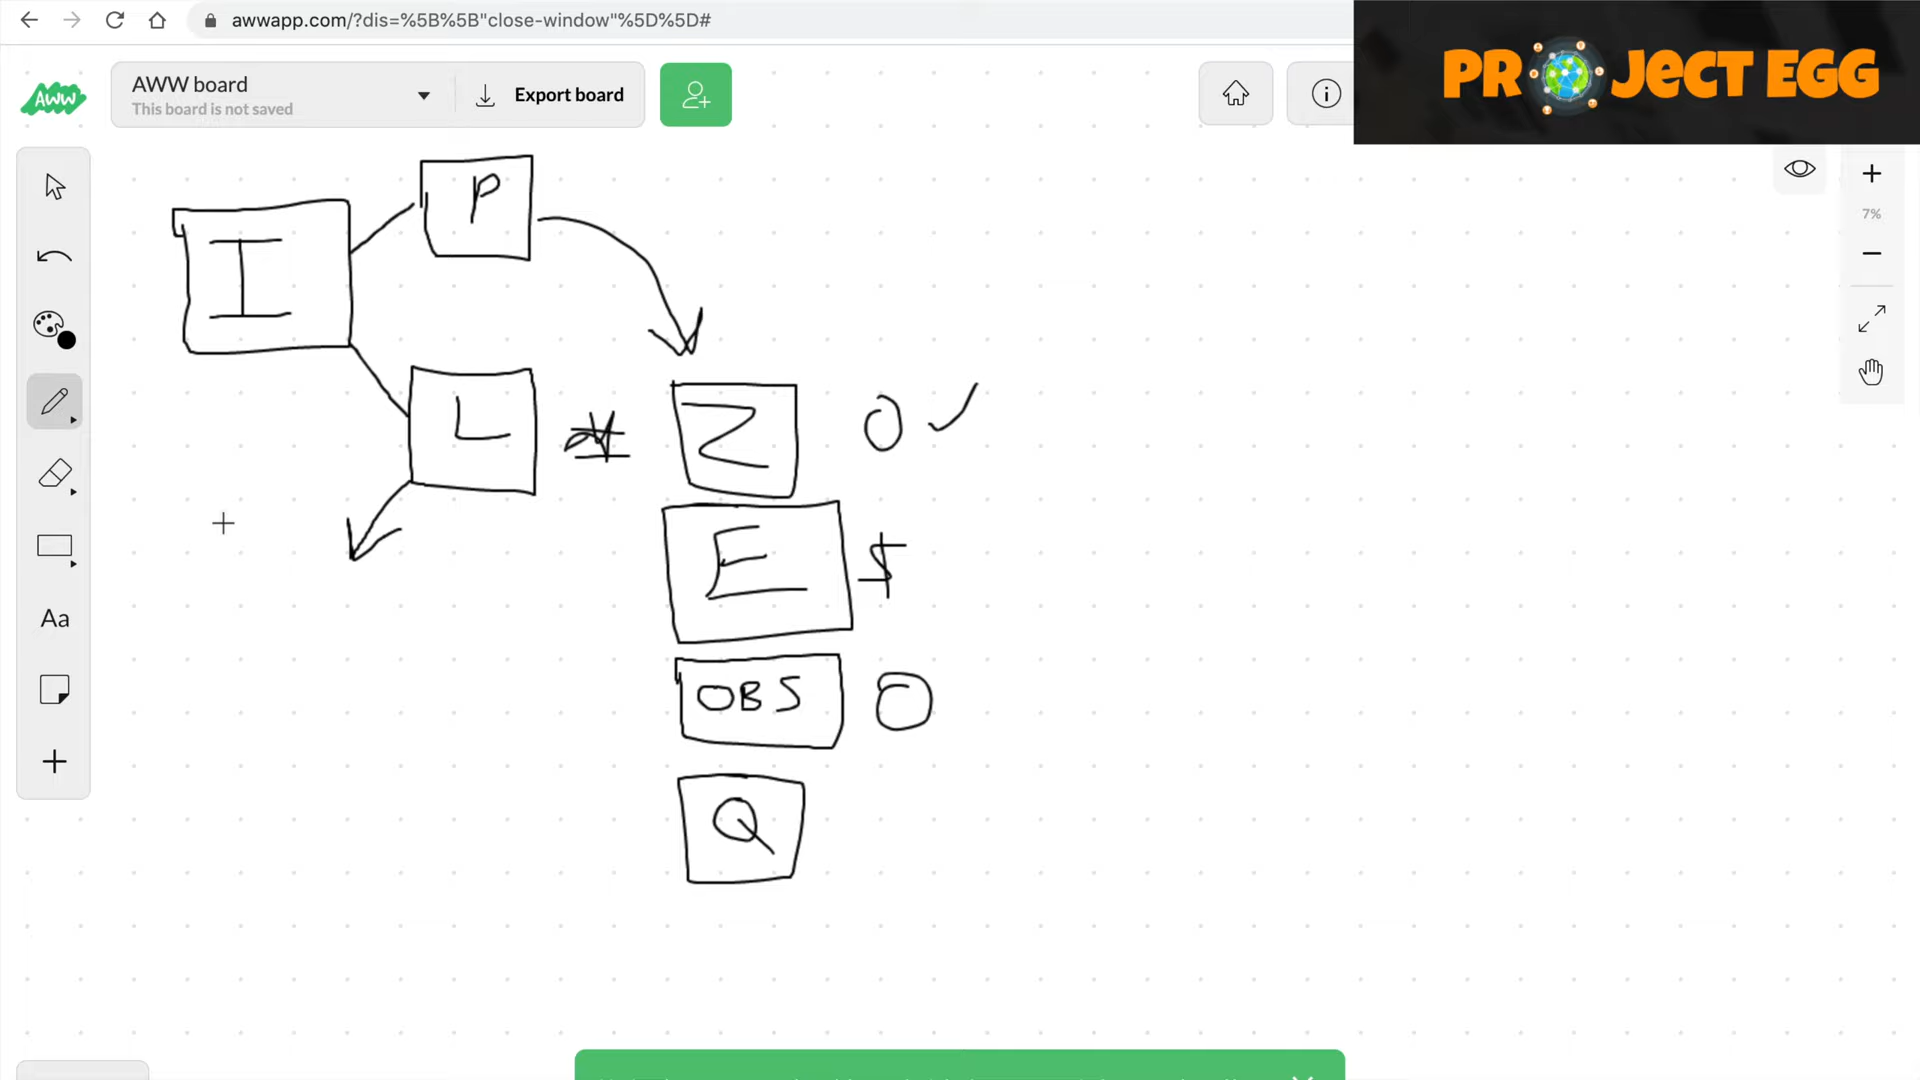 awwapp.com/?dis=%5B%5B"close-window"%5D%5D#
PROJECT EGG
AWW
AWW board
This board is not saved
Export board
7%
P
I
L
Z
O
E
$
OBS
O
Q
Aa